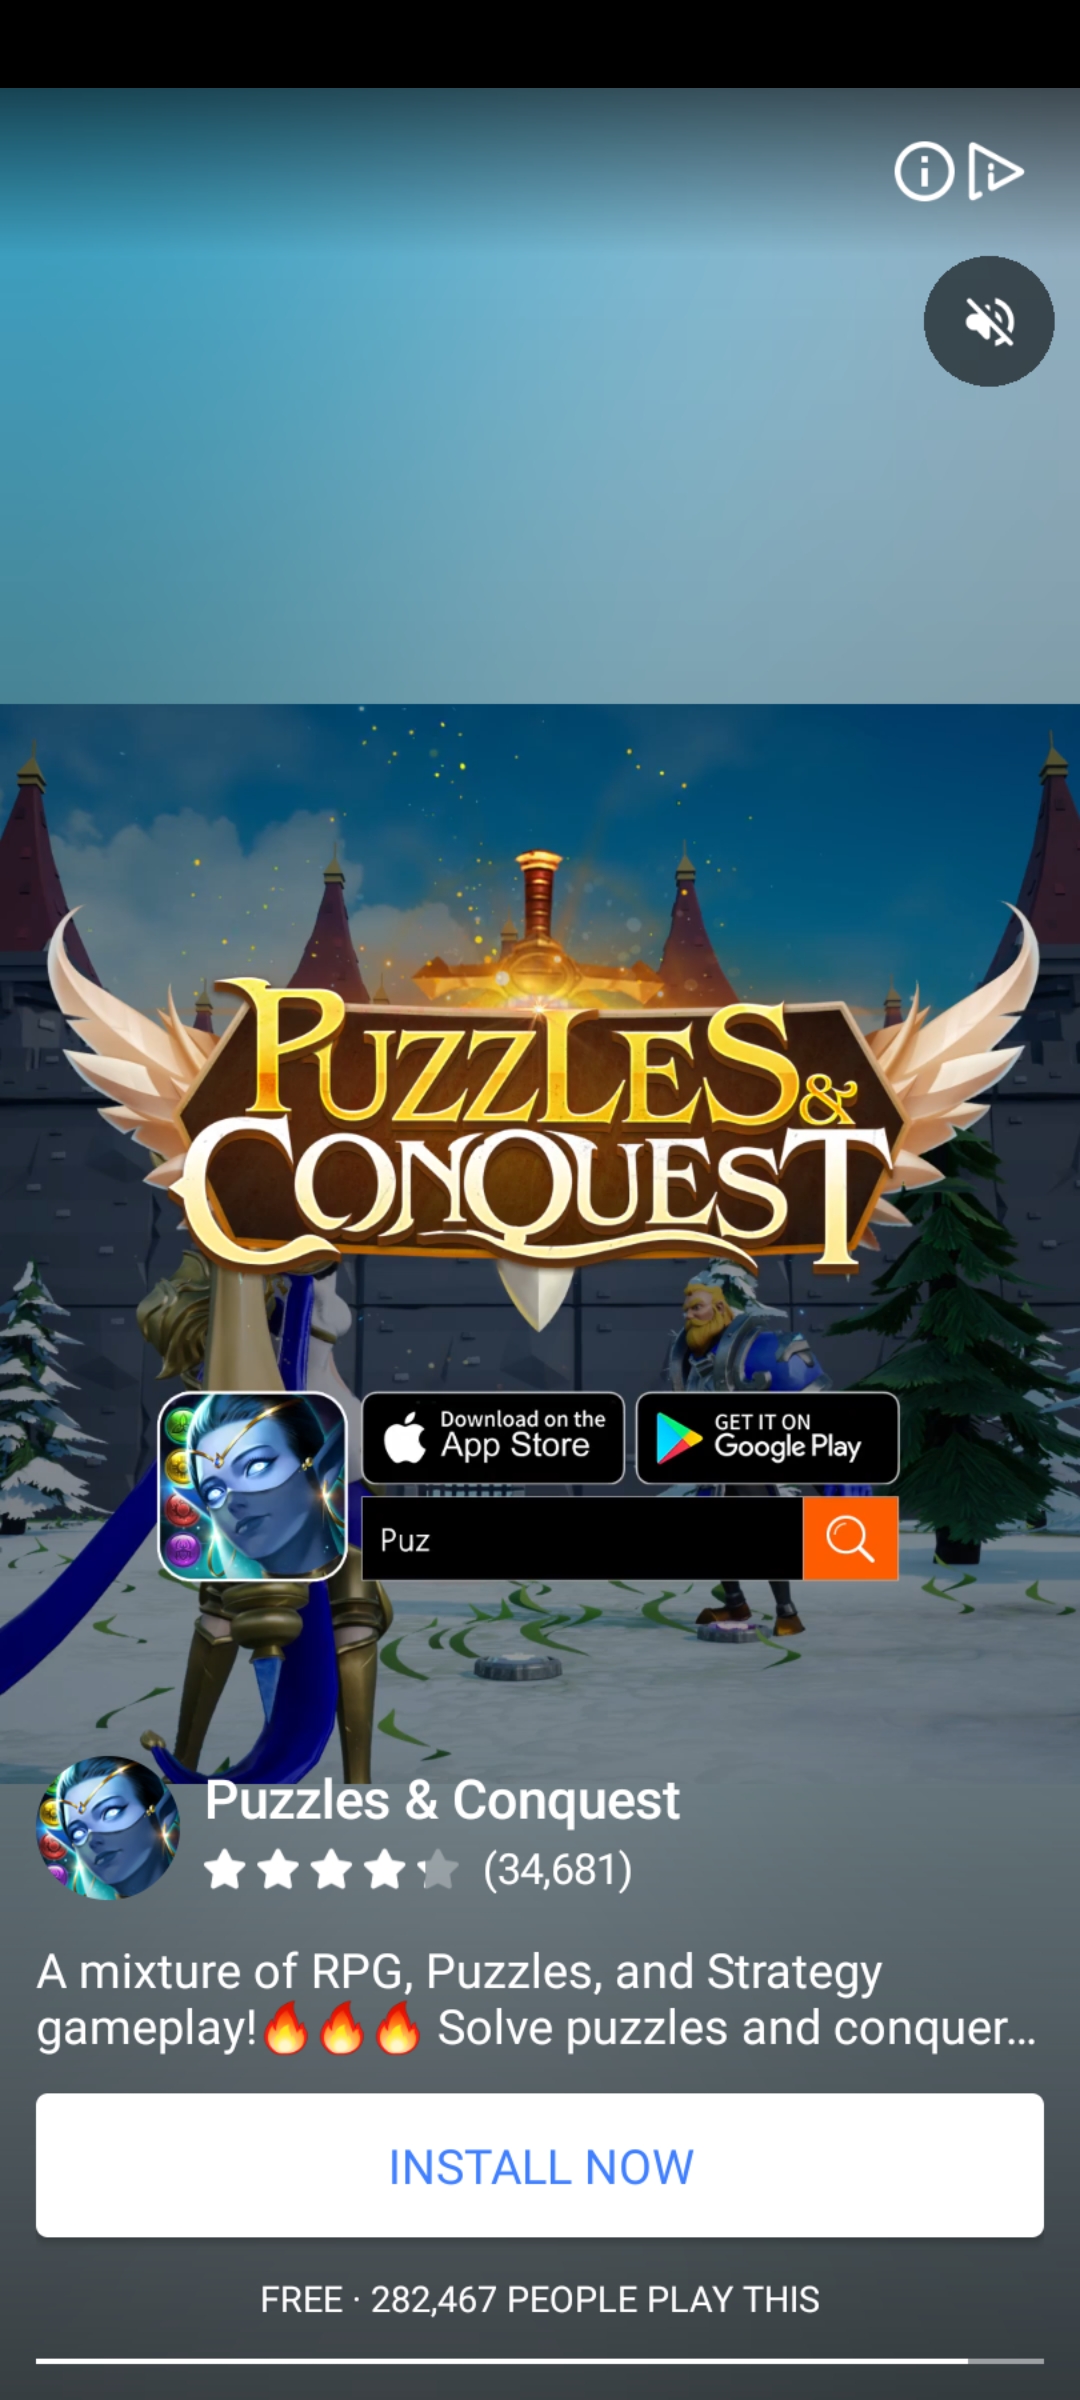 PUZZLES &
CONQUEST
Download on the
App Store
GET IT ON
Google Play
Puz
Puzzles & Conquest
(34,681)
A mixture of RPG, Puzzles, and Strategy
gameplay!🔥🔥🔥 Solve puzzles and conquer...
INSTALL NOW
FREE · 282,467 PEOPLE PLAY THIS